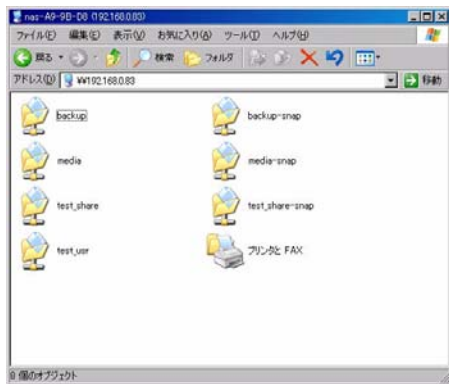 nas-A9-9B-D8 (192.168.0.83)
ファイル(F) 編集(E) 表示(V) お気に入り(A) ツール(T) ヘルプ(H)
戻る 検索 フォルダ
アドレス(D) ¥¥192.168.0.83 移動
backup backup-snap
media media-snap
test_share test_share-snap
test_usr プリンタと FAX
8 個のオブジェクト